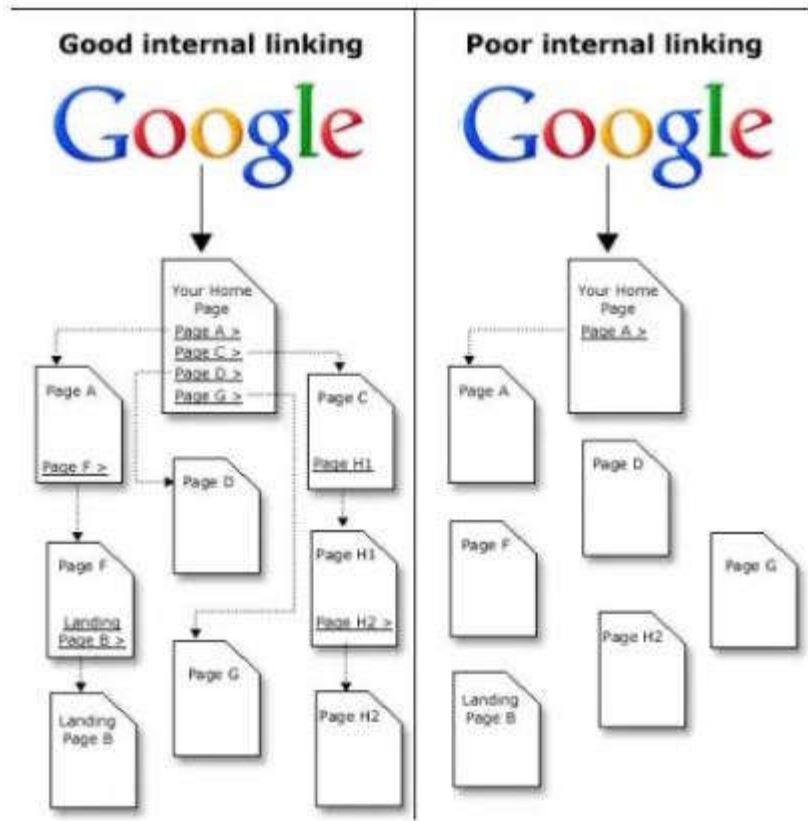 Good internal linking
Google
Your Home
Page
Page A >
Page C >
Page D >
Page G >
Page A
Page F >
Page C
Page H1
Page D
Page F
Landing
Page B >
Page H1
Page H2 >
Page G
Landing
Page B
Page H2
Poor internal linking
Google
Your Home
Page
Page A >
Page A
Page D
Page F
Page G
Page H2
Landing
Page B